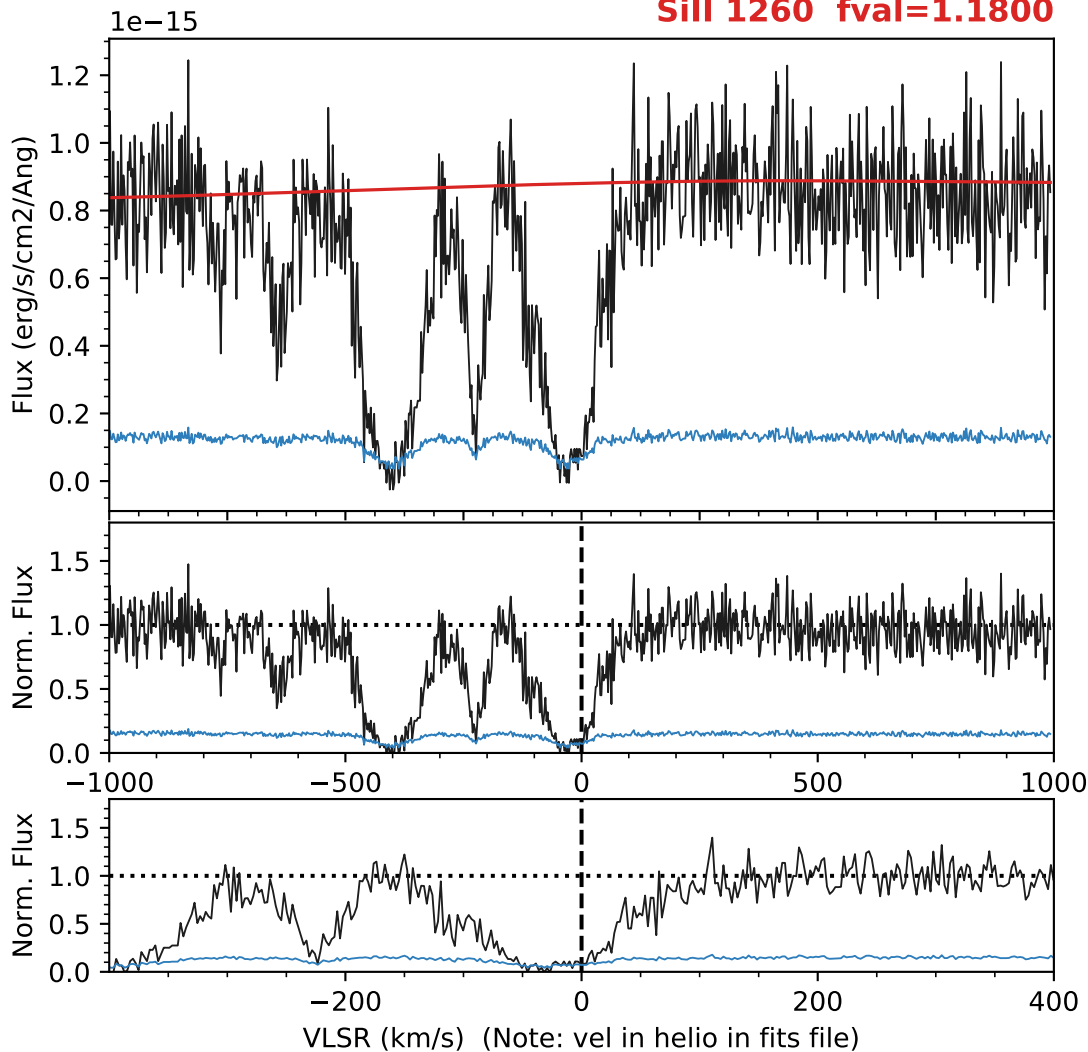 SiII 1260 fval=1.1800
1e−15
1.2
1.0
0.8
0.6
0.4
0.2
0.0
Flux (erg/s/cm2/Ang)
1.5
1.0
0.5
0.0
Norm. Flux
−1000 −500 0 500 1000
1.5
1.0
0.5
0.0
Norm. Flux
−200 0 200 400
VLSR (km/s) (Note: vel in helio in fits file)